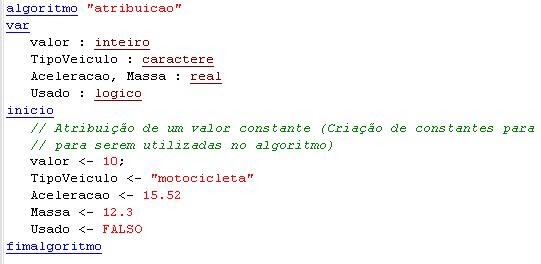 algoritmo "atribuicao"
var
valor : inteiro
TipoVeiculo : caractere
Aceleracao, Massa : real
Usado : logico
inicio
// Atribuição de um valor constante (Criação de constantes para
// para serem utilizadas no algoritmo)
valor <- 10;
TipoVeiculo <- "motocicleta"
Aceleracao <- 15.52
Massa <- 12.3
Usado <- FALSO
fimalgoritmo